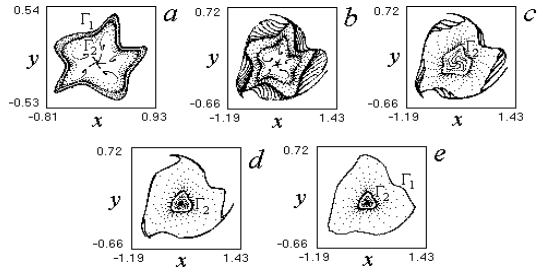 0.54 Γ₁ a
Γ₂
y
-0.53
-0.81 x 0.93
0.72 b
y
-0.66
-1.19 x 1.43
0.72 c
Γ₂
y
-0.66
-1.19 x 1.43
0.72 d
Γ₂
y
-0.66
-1.19 x 1.43
0.72 e
Γ₁
Γ₂
y
-0.66
-1.19 x 1.43